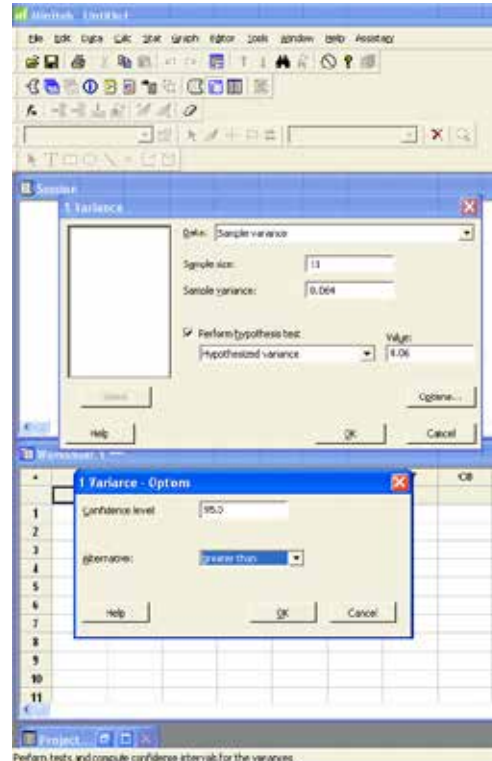 Minitab - Untitled
File Edit Data Calc Stat Graph Editor Tools Window Help Assistant
Session
1 Variance
Data: Sample variance
Sample size:
Sample variance: 0.064
Perform hypothesis test
Value:
Hypothesized variance
Select
Options...
Help OK Cancel
Worksheet 1 ***
C8
1 Variance - Options
Confidence level: 95.0
Alternative: greater than
Help OK Cancel
1
2
3
4
5
6
7
8
9
10
11
Project...
Perform tests and compute confidence intervals for the variances